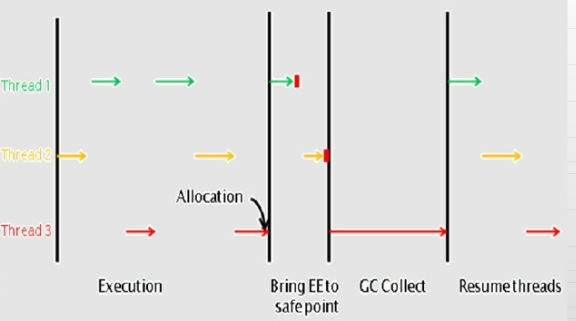 Thread 1
Thread 2
Allocation
Thread 3
Execution
Bring EE to
safe point
GC Collect
Resume threads